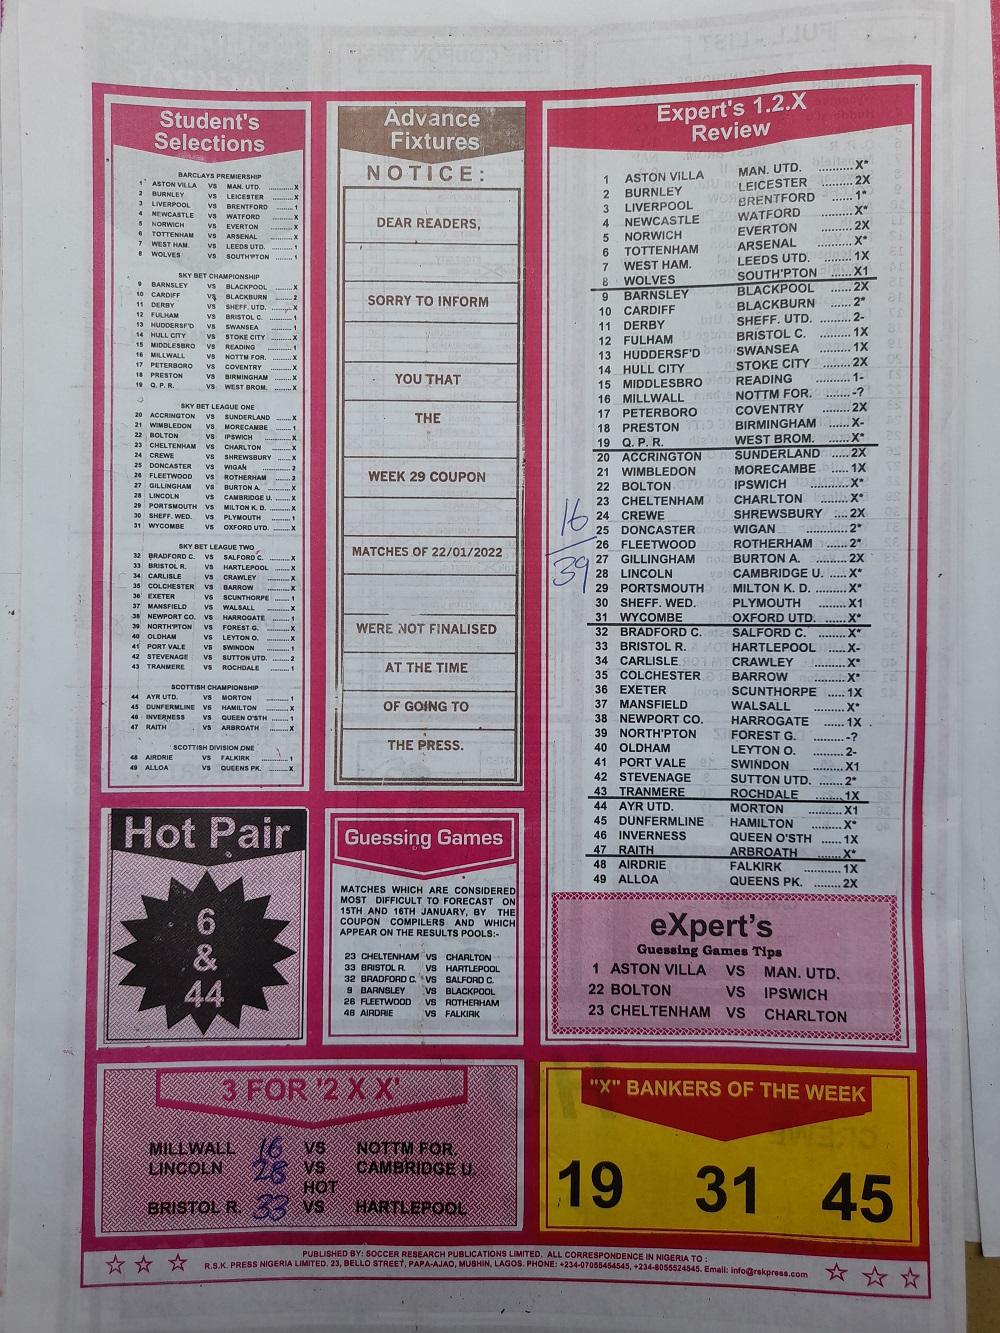 Student's
Selections
BARCLAYS PREMIERSHIP
1 ASTON VILLA VS MAN. UTD. ..........X
2 BURNLEY VS LEICESTER ..........X
3 LIVERPOOL VS BRENTFORD ..........1
4 NEWCASTLE VS WATFORD ..........X
5 NORWICH VS EVERTON ..........X
6 TOTTENHAM VS ARSENAL ..........X
7 WEST HAM. VS LEEDS UTD. ..........1
8 WOLVES VS SOUTH'PTON ..........1
SKY BET CHAMPIONSHIP
9 BARNSLEY VS BLACKPOOL ..........X
10 CARDIFF VS BLACKBURN ..........2
11 DERBY VS SHEFF. UTD. ..........X
12 FULHAM VS BRISTOL C. ..........1
13 HUDDERSF'D VS SWANSEA ..........1
14 HULL CITY VS STOKE CITY ..........X
15 MIDDLESBRO VS READING ..........1
16 MILLWALL VS NOTTM FOR. ..........X
17 PETERBORO VS COVENTRY ..........X
18 PRESTON VS BIRMINGHAM ..........X
19 Q. P. R. VS WEST BROM. ..........X
SKY BET LEAGUE ONE
20 ACCRINGTON VS SUNDERLAND ..........X
21 WIMBLEDON VS MORECAMBE ..........1
22 BOLTON VS IPSWICH ..........X
23 CHELTENHAM VS CHARLTON ..........X
24 CREWE VS SHREWSBURY ..........X
25 DONCASTER VS WIGAN ..........2
26 FLEETWOOD VS ROTHERHAM ..........2
27 GILLINGHAM VS BURTON A. ..........X
28 LINCOLN VS CAMBRIDGE U. ..........X
29 PORTSMOUTH VS MILTON K. D. ..........X
30 SHEFF. WED. VS PLYMOUTH ..........1
31 WYCOMBE VS OXFORD UTD. ..........X
SKY BET LEAGUE TWO
32 BRADFORD C. VS SALFORD C. ..........X
33 BRISTOL R. VS HARTLEPOOL ..........X
34 CARLISLE VS CRAWLEY ..........X
35 COLCHESTER VS BARROW ..........X
36 EXETER VS SCUNTHORPE ..........1
37 MANSFIELD VS WALSALL ..........X
38 NEWPORT CO. VS HARROGATE ..........1
39 NORTH'PTON VS FOREST G. ..........X
40 OLDHAM VS LEYTON O. ..........X
41 PORT VALE VS SWINDON ..........1
42 STEVENAGE VS SUTTON UTD. ..........2
43 TRANMERE VS ROCHDALE ..........1
SCOTTISH CHAMPIONSHIP
44 AYR UTD. VS MORTON ..........1
45 DUNFERMLINE VS HAMILTON ..........X
46 INVERNESS VS QUEEN O'STH ..........1
47 RAITH VS ARBROATH ..........X
SCOTTISH DIVISION ONE
48 AIRDRIE VS FALKIRK ..........1
49 ALLOA VS QUEENS PK. ..........X
Advance
Fixtures
NOTICE:
DEAR READERS,
SORRY TO INFORM
YOU THAT
THE
WEEK 29 COUPON
MATCHES OF 22/01/2022
WERE NOT FINALISED
AT THE TIME
OF GOING TO
THE PRESS.
Expert's 1.2.X
Review
1 ASTON VILLA MAN. UTD. ..........X*
2 BURNLEY LEICESTER ......2X
3 LIVERPOOL BRENTFORD ......1*
4 NEWCASTLE WATFORD ........X*
5 NORWICH EVERTON ........2X
6 TOTTENHAM ARSENAL ........X*
7 WEST HAM. LEEDS UTD. ......1X
8 WOLVES SOUTH'PTON ......X1
9 BARNSLEY BLACKPOOL ......2X
10 CARDIFF BLACKBURN ......2*
11 DERBY SHEFF. UTD. ........2-
12 FULHAM BRISTOL C. ........1X
13 HUDDERSF'D SWANSEA ........1X
14 HULL CITY STOKE CITY ......2X
15 MIDDLESBRO READING ........1-
16 MILLWALL NOTTM FOR. ......-?
17 PETERBORO COVENTRY ......2X
18 PRESTON BIRMINGHAM ......X-
19 Q. P. R. WEST BROM. ......X*
20 ACCRINGTON SUNDERLAND ......2X
21 WIMBLEDON MORECAMBE ......1X
22 BOLTON IPSWICH ........X*
23 CHELTENHAM CHARLTON ........X*
24 CREWE SHREWSBURY ....2X
25 DONCASTER WIGAN ..........2*
26 FLEETWOOD ROTHERHAM ......2*
27 GILLINGHAM BURTON A. ........2X
28 LINCOLN CAMBRIDGE U. .....X*
29 PORTSMOUTH MILTON K. D. ......X*
30 SHEFF. WED. PLYMOUTH ........X1
31 WYCOMBE OXFORD UTD. ......X*
32 BRADFORD C. SALFORD C. ......X*
33 BRISTOL R. HARTLEPOOL ......X-
34 CARLISLE CRAWLEY ........X*
35 COLCHESTER BARROW ........X*
36 EXETER SCUNTHORPE ......1X
37 MANSFIELD WALSALL ........X*
38 NEWPORT CO. HARROGATE ......1X
39 NORTH'PTON FOREST G. ........-?
40 OLDHAM LEYTON O. ........2-
41 PORT VALE SWINDON ........X1
42 STEVENAGE SUTTON UTD. ......2*
43 TRANMERE ROCHDALE ......1X
44 AYR UTD. MORTON ........X1
45 DUNFERMLINE HAMILTON ........X*
46 INVERNESS QUEEN O'STH ......1X
47 RAITH ARBROATH ......X*
48 AIRDRIE FALKIRK ........1X
49 ALLOA QUEENS PK. ........2X
16
39
Hot Pair
6
&
44
Guessing Games
MATCHES WHICH ARE CONSIDERED
MOST DIFFICULT TO FORECAST ON
15TH AND 16TH JANUARY, BY THE
COUPON COMPILERS AND WHICH
APPEAR ON THE RESULTS POOLS:-
23 CHELTENHAM VS CHARLTON
33 BRISTOL R. VS HARTLEPOOL
32 BRADFORD C. VS SALFORD C.
9 BARNSLEY VS BLACKPOOL
26 FLEETWOOD VS ROTHERHAM
48 AIRDRIE VS FALKIRK
eXpert's
Guessing Games Tips
1 ASTON VILLA VS MAN. UTD.
22 BOLTON VS IPSWICH
23 CHELTENHAM VS CHARLTON
3 FOR '2 X X'
MILLWALL 16 VS NOTTM FOR.
LINCOLN 28 VS CAMBRIDGE U.
HOT
BRISTOL R. 33 VS HARTLEPOOL
"X" BANKERS OF THE WEEK
19 31 45
PUBLISHED BY: SOCCER RESEARCH PUBLICATIONS LIMITED. ALL CORRESPONDENCE IN NIGERIA TO :
R.S.K. PRESS NIGERIA LIMITED. 23, BELLO STREET, PAPA-AJAO, MUSHIN, LAGOS. PHONE: +234-07055454545, +234-8055524545. Email: info@rskpress.com